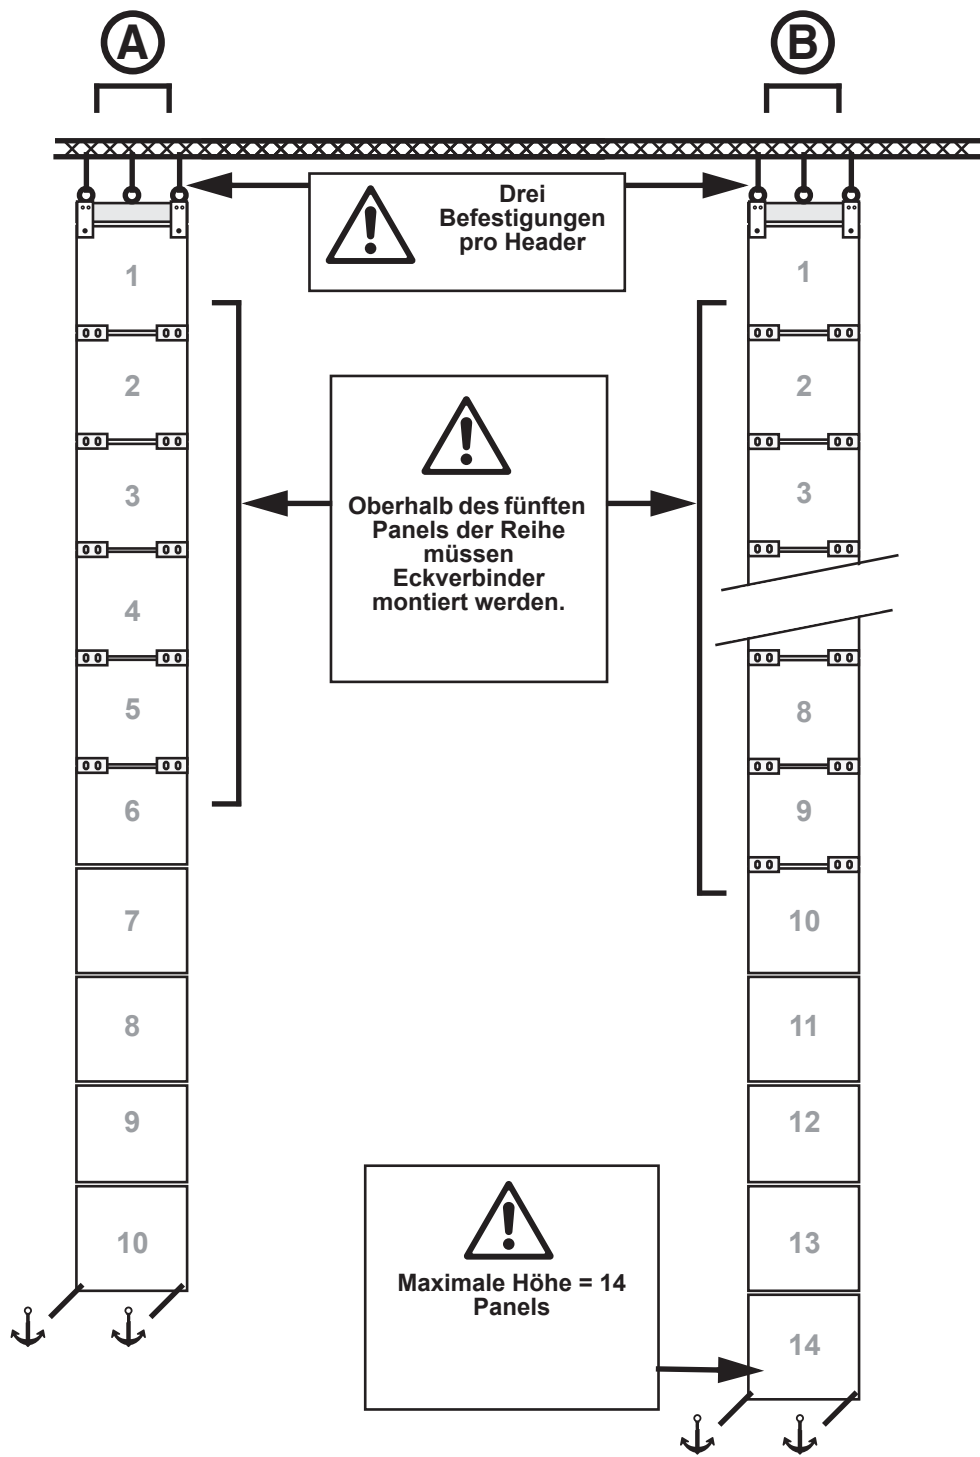 A
B
Drei
Befestigungen
pro Header
1
2
3
4
5
6
7
8
9
10
Oberhalb des fünften
Panels der Reihe
müssen
Eckverbinder
montiert werden.
1
2
3
8
9
10
11
12
13
14
Maximale Höhe = 14
Panels